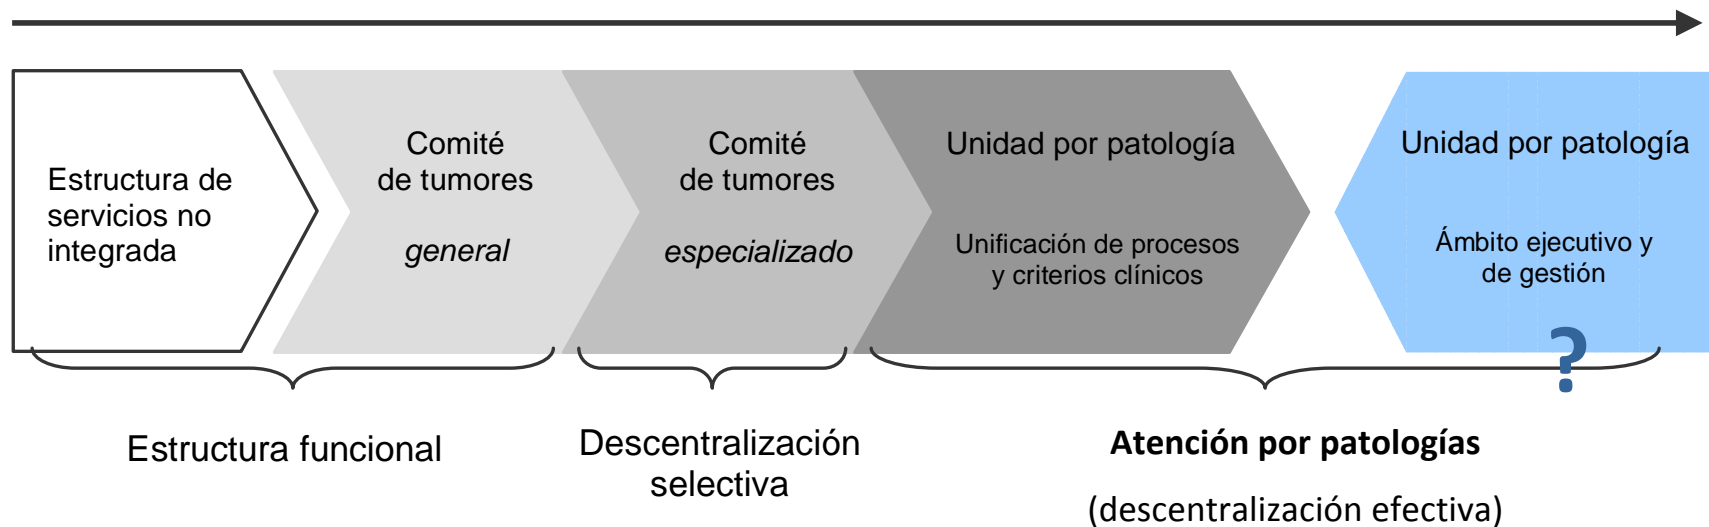 Estructura de
servicios no
integrada
Comité
de tumores
general
Comité
de tumores
especializado
Unidad por patología
Unificación de procesos
y criterios clínicos
Unidad por patología
Ámbito ejecutivo y
de gestión
?
Estructura funcional
Descentralización
selectiva
Atención por patologías
(descentralización efectiva)